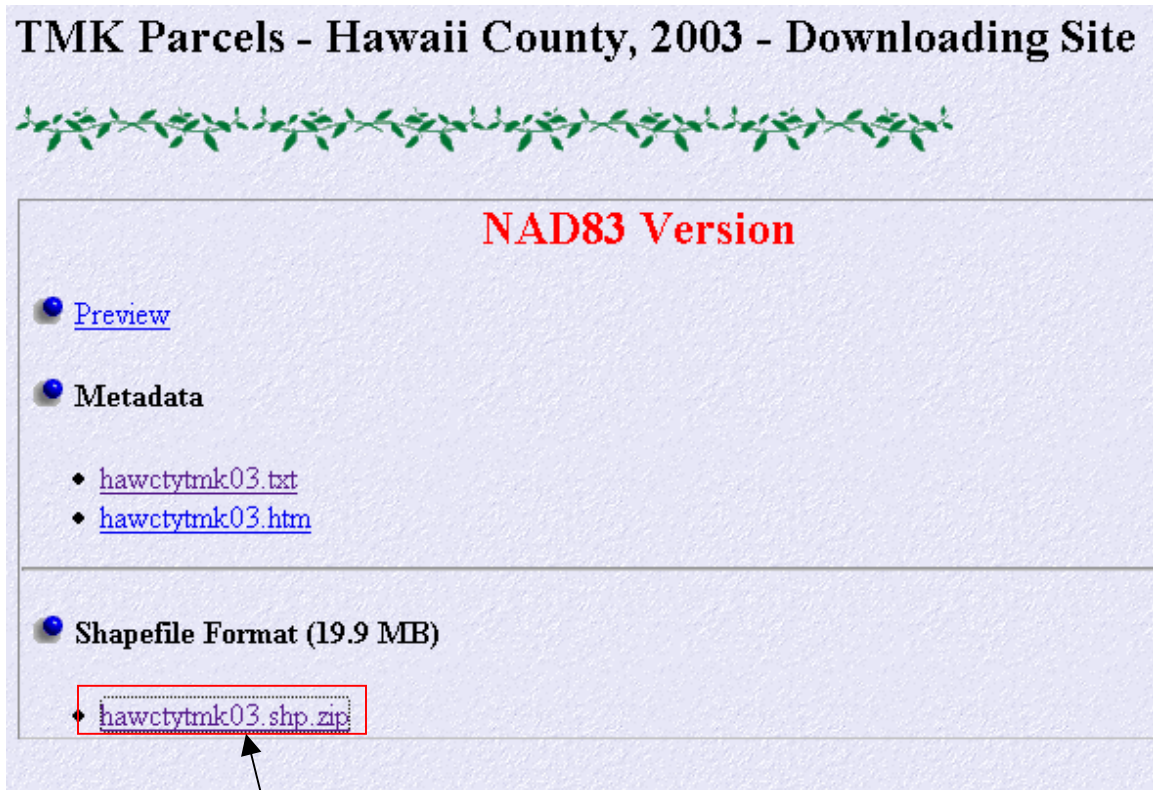 TMK Parcels - Hawaii County, 2003 - Downloading Site
NAD83 Version
Preview
Metadata
hawctytmk03.txt
hawctytmk03.htm
Shapefile Format (19.9 MB)
hawctytmk03.shp.zip